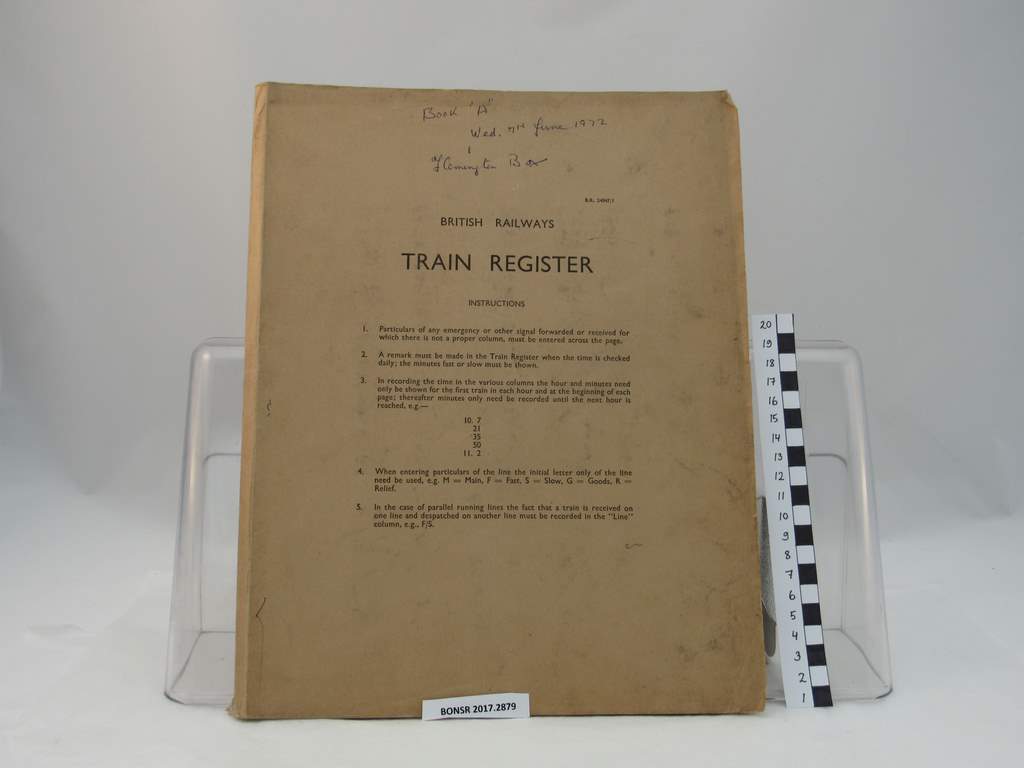 Book "A"
Wed. 7TH June 1972
Flemington Box
B.R. 24947/1
BRITISH RAILWAYS
TRAIN REGISTER
INSTRUCTIONS
1. Particulars of any emergency or other signal forwarded or received for
which there is not a proper column, must be entered across the page.
2. A remark must be made in the Train Register when the time is checked
daily; the minutes fast or slow must be shown.
3. In recording the time in the various columns the hour and minutes need
only be shown for the first train in each hour and at the beginning of each
page; thereafter minutes only need be recorded until the next hour is
reached, e.g.—
10. 7
21
35
50
11. 2
4. When entering particulars of the line the initial letter only of the line
need be used, e.g. M = Main, F = Fast, S = Slow, G = Goods, R =
Relief.
5. In the case of parallel running lines the fact that a train is received on
one line and despatched on another line must be recorded in the "Line"
column, e.g., F/S.
20
19
18
17
16
15
14
13
12
11
10
9
8
7
6
5
4
3
2
1
BONSR 2017.2879